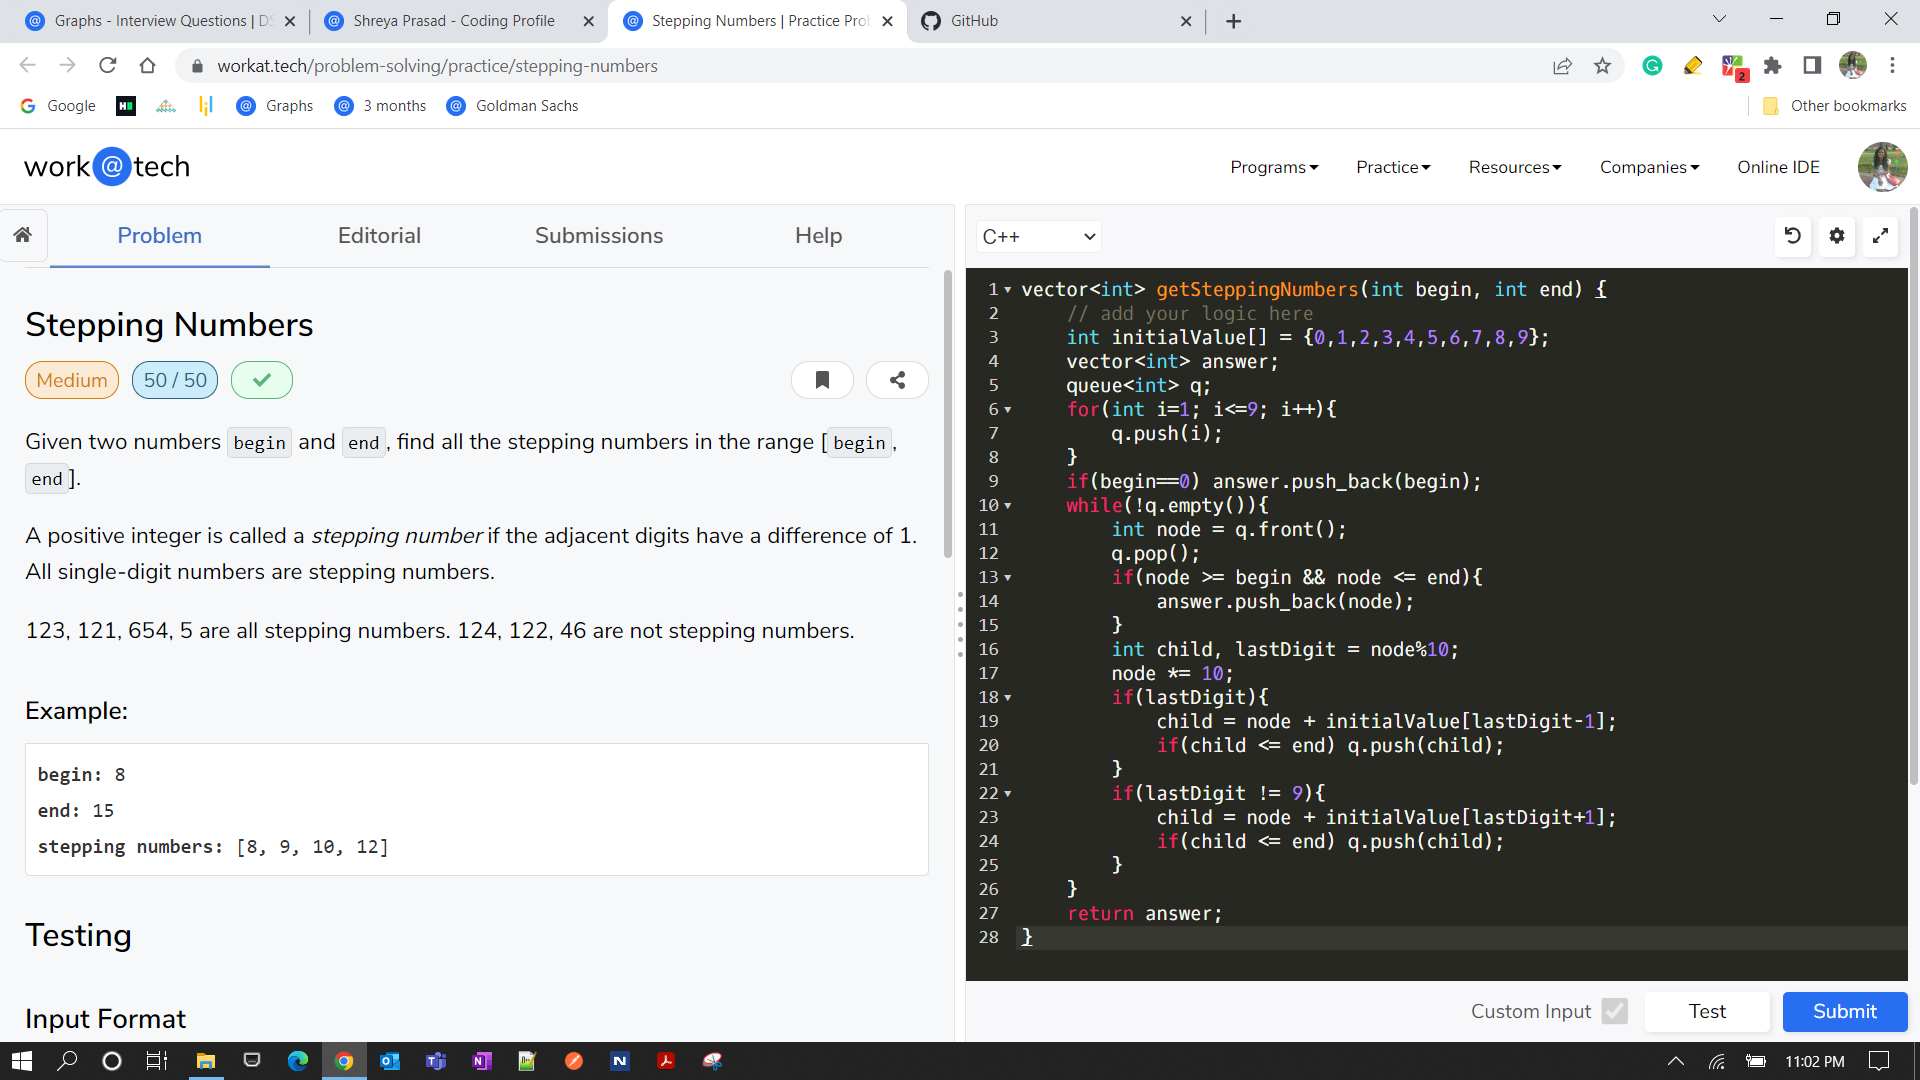 Graphs - Interview Questions | DS
Shreya Prasad - Coding Profile
Stepping Numbers | Practice Prob
GitHub
workat.tech/problem-solving/practice/stepping-numbers
2
Google
Graphs
3 months
Goldman Sachs
Other bookmarks
work@tech
Programs
Practice
Resources
Companies
Online IDE
Problem
Editorial
Submissions
Help
C++
Stepping Numbers
Medium
50 / 50
Given two numbers begin and end, find all the stepping numbers in the range [begin,
end].
A positive integer is called a stepping number if the adjacent digits have a difference of 1.
All single-digit numbers are stepping numbers.
123, 121, 654, 5 are all stepping numbers. 124, 122, 46 are not stepping numbers.
Example:
begin: 8
end: 15
stepping numbers: [8, 9, 10, 12]
Testing
Input Format
1 vector<int> getSteppingNumbers(int begin, int end) {
2 // add your logic here
3 int initialValue[] = {0,1,2,3,4,5,6,7,8,9};
4 vector<int> answer;
5 queue<int> q;
6 for(int i=1; i<=9; i++){
7 q.push(i);
8 }
9 if(begin==0) answer.push_back(begin);
10 while(!q.empty()){
11 int node = q.front();
12 q.pop();
13 if(node >= begin && node <= end){
14 answer.push_back(node);
15 }
16 int child, lastDigit = node%10;
17 node *= 10;
18 if(lastDigit){
19 child = node + initialValue[lastDigit-1];
20 if(child <= end) q.push(child);
21 }
22 if(lastDigit != 9){
23 child = node + initialValue[lastDigit+1];
24 if(child <= end) q.push(child);
25 }
26 }
27 return answer;
28 }
Custom Input
Test
Submit
11:02 PM